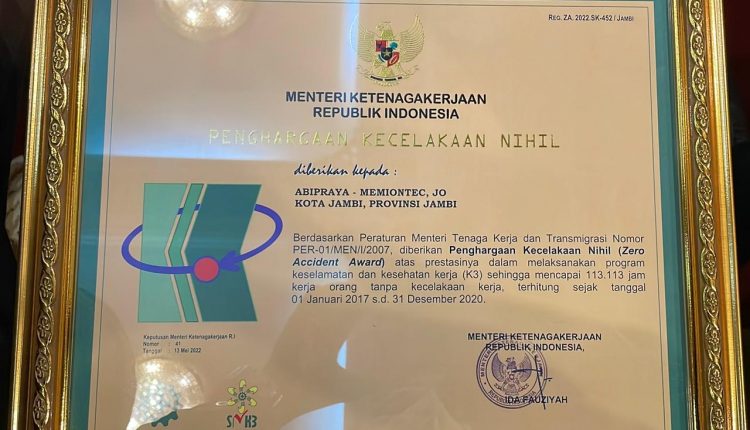 REG. ZA. 2022.SK-452 / JAMBI
MENTERI KETENAGAKERJAAN
REPUBLIK INDONESIA
PENGHARGAAN KECELAKAAN NIHIL
diberikan kepada :
ABIPRAYA - MEMIONTEC, JO
KOTA JAMBI, PROVINSI JAMBI
Berdasarkan Peraturan Menteri Tenaga Kerja dan Transmigrasi Nomor
PER-01/MEN/I/2007, diberikan Penghargaan Kecelakaan Nihil (Zero
Accident Award) atas prestasinya dalam melaksanakan program
keselamatan dan kesehatan kerja (K3) sehingga mencapai 113.113 jam
kerja orang tanpa kecelakaan kerja, terhitung sejak tanggal
01 Januari 2017 s.d. 31 Desember 2020.
Keputusan Menteri Ketenagakerjaan R.I
Nomor : 41
Tanggal : 13 Mei 2022
MENTERI KETENAGAKERJAAN
REPUBLIK INDONESIA,
IDA FAUZIYAH
SMK3